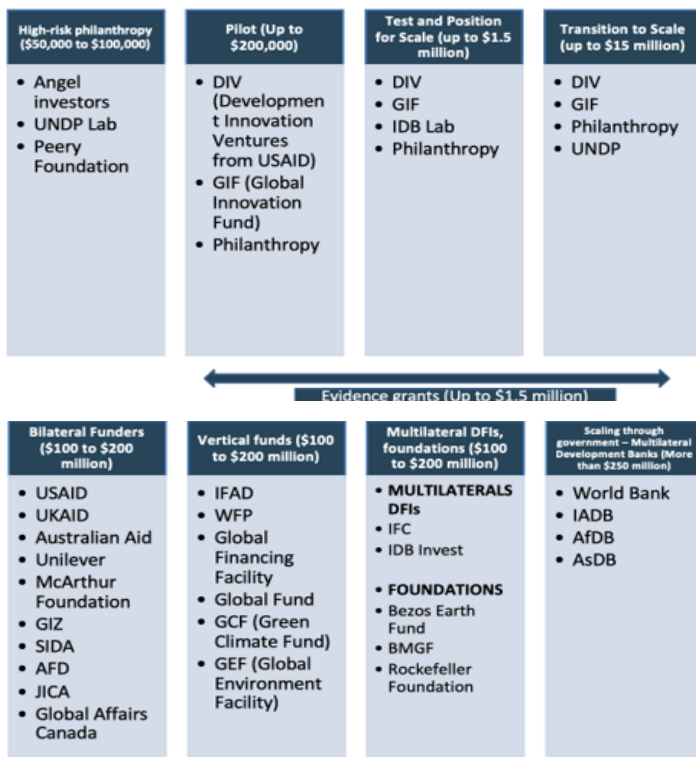 High-risk philanthropy
($50,000 to $100,000)
• Angel
investors
• UNDP Lab
• Peery
Foundation
Pilot (Up to
$200,000)
• DIV
(Developmen
t Innovation
Ventures
from USAID)
• GIF (Global
Innovation
Fund)
• Philanthropy
Test and Position
for Scale (up to $1.5
million)
• DIV
• GIF
• IDB Lab
• Philanthropy
Transition to Scale
(up to $15 million)
• DIV
• GIF
• Philanthropy
• UNDP
Evidence grants (Up to $1.5 million)
Bilateral Funders
($100 to $200
million)
• USAID
• UKAID
• Australian Aid
• Unilever
• McArthur
Foundation
• GIZ
• SIDA
• AFD
• JICA
• Global Affairs
Canada
Vertical funds ($100
to $200 million)
• IFAD
• WFP
• Global
Financing
Facility
• Global Fund
• GCF (Green
Climate Fund)
• GEF (Global
Environment
Facility)
Multilateral DFIs,
foundations ($100
to $200 million)
• MULTILATERALS
DFIs
• IFC
• IDB Invest
• FOUNDATIONS
• Bezos Earth
Fund
• BMGF
• Rockefeller
Foundation
Scaling through
government – Multilateral
Development Banks (More
than $250 million)
• World Bank
• IADB
• AfDB
• AsDB